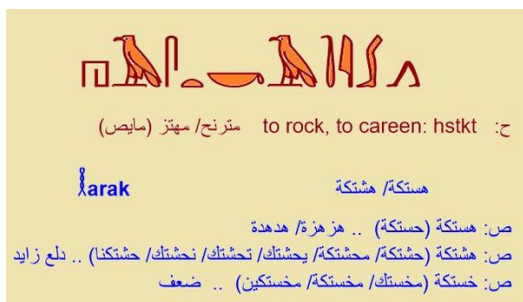 ح: to rock, to careen: hstkt مترنح/ مهتز (مايص)
هستكة/ هشتكة arak
ص: هستكة (حستكة) .. هزهزة/ هدهدة
ص: هشتكة (حشتكة/ محشتكة/ يحشتك/ تحشتك/ نحشتك/ حشتكنا) .. دلع زايد
ص: خستكة (مخستك/ مخستكة/ مخستكين) .. ضعف